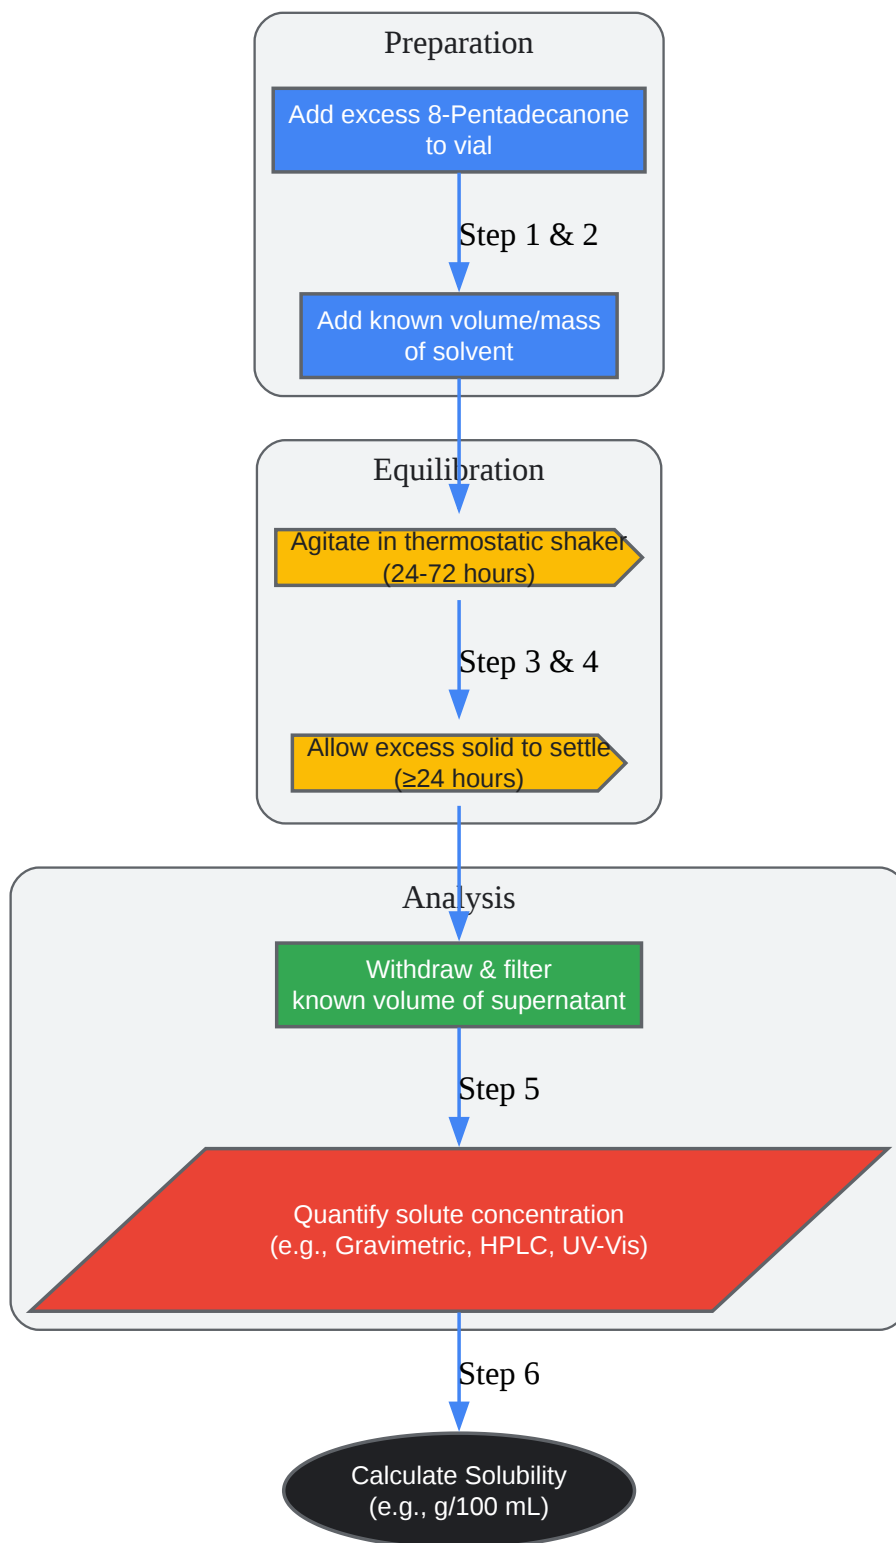 Preparation
Add excess 8-Pentadecanone
to vial
Step 1 & 2
Add known volume/mass
of solvent
Equilibration
Agitate in thermostatic shaker
(24-72 hours)
Step 3 & 4
Allow excess solid to settle
(≥24 hours)
Analysis
Withdraw & filter
known volume of supernatant
Step 5
Quantify solute concentration
(e.g., Gravimetric, HPLC, UV-Vis)
Step 6
Calculate Solubility
(e.g., g/100 mL)